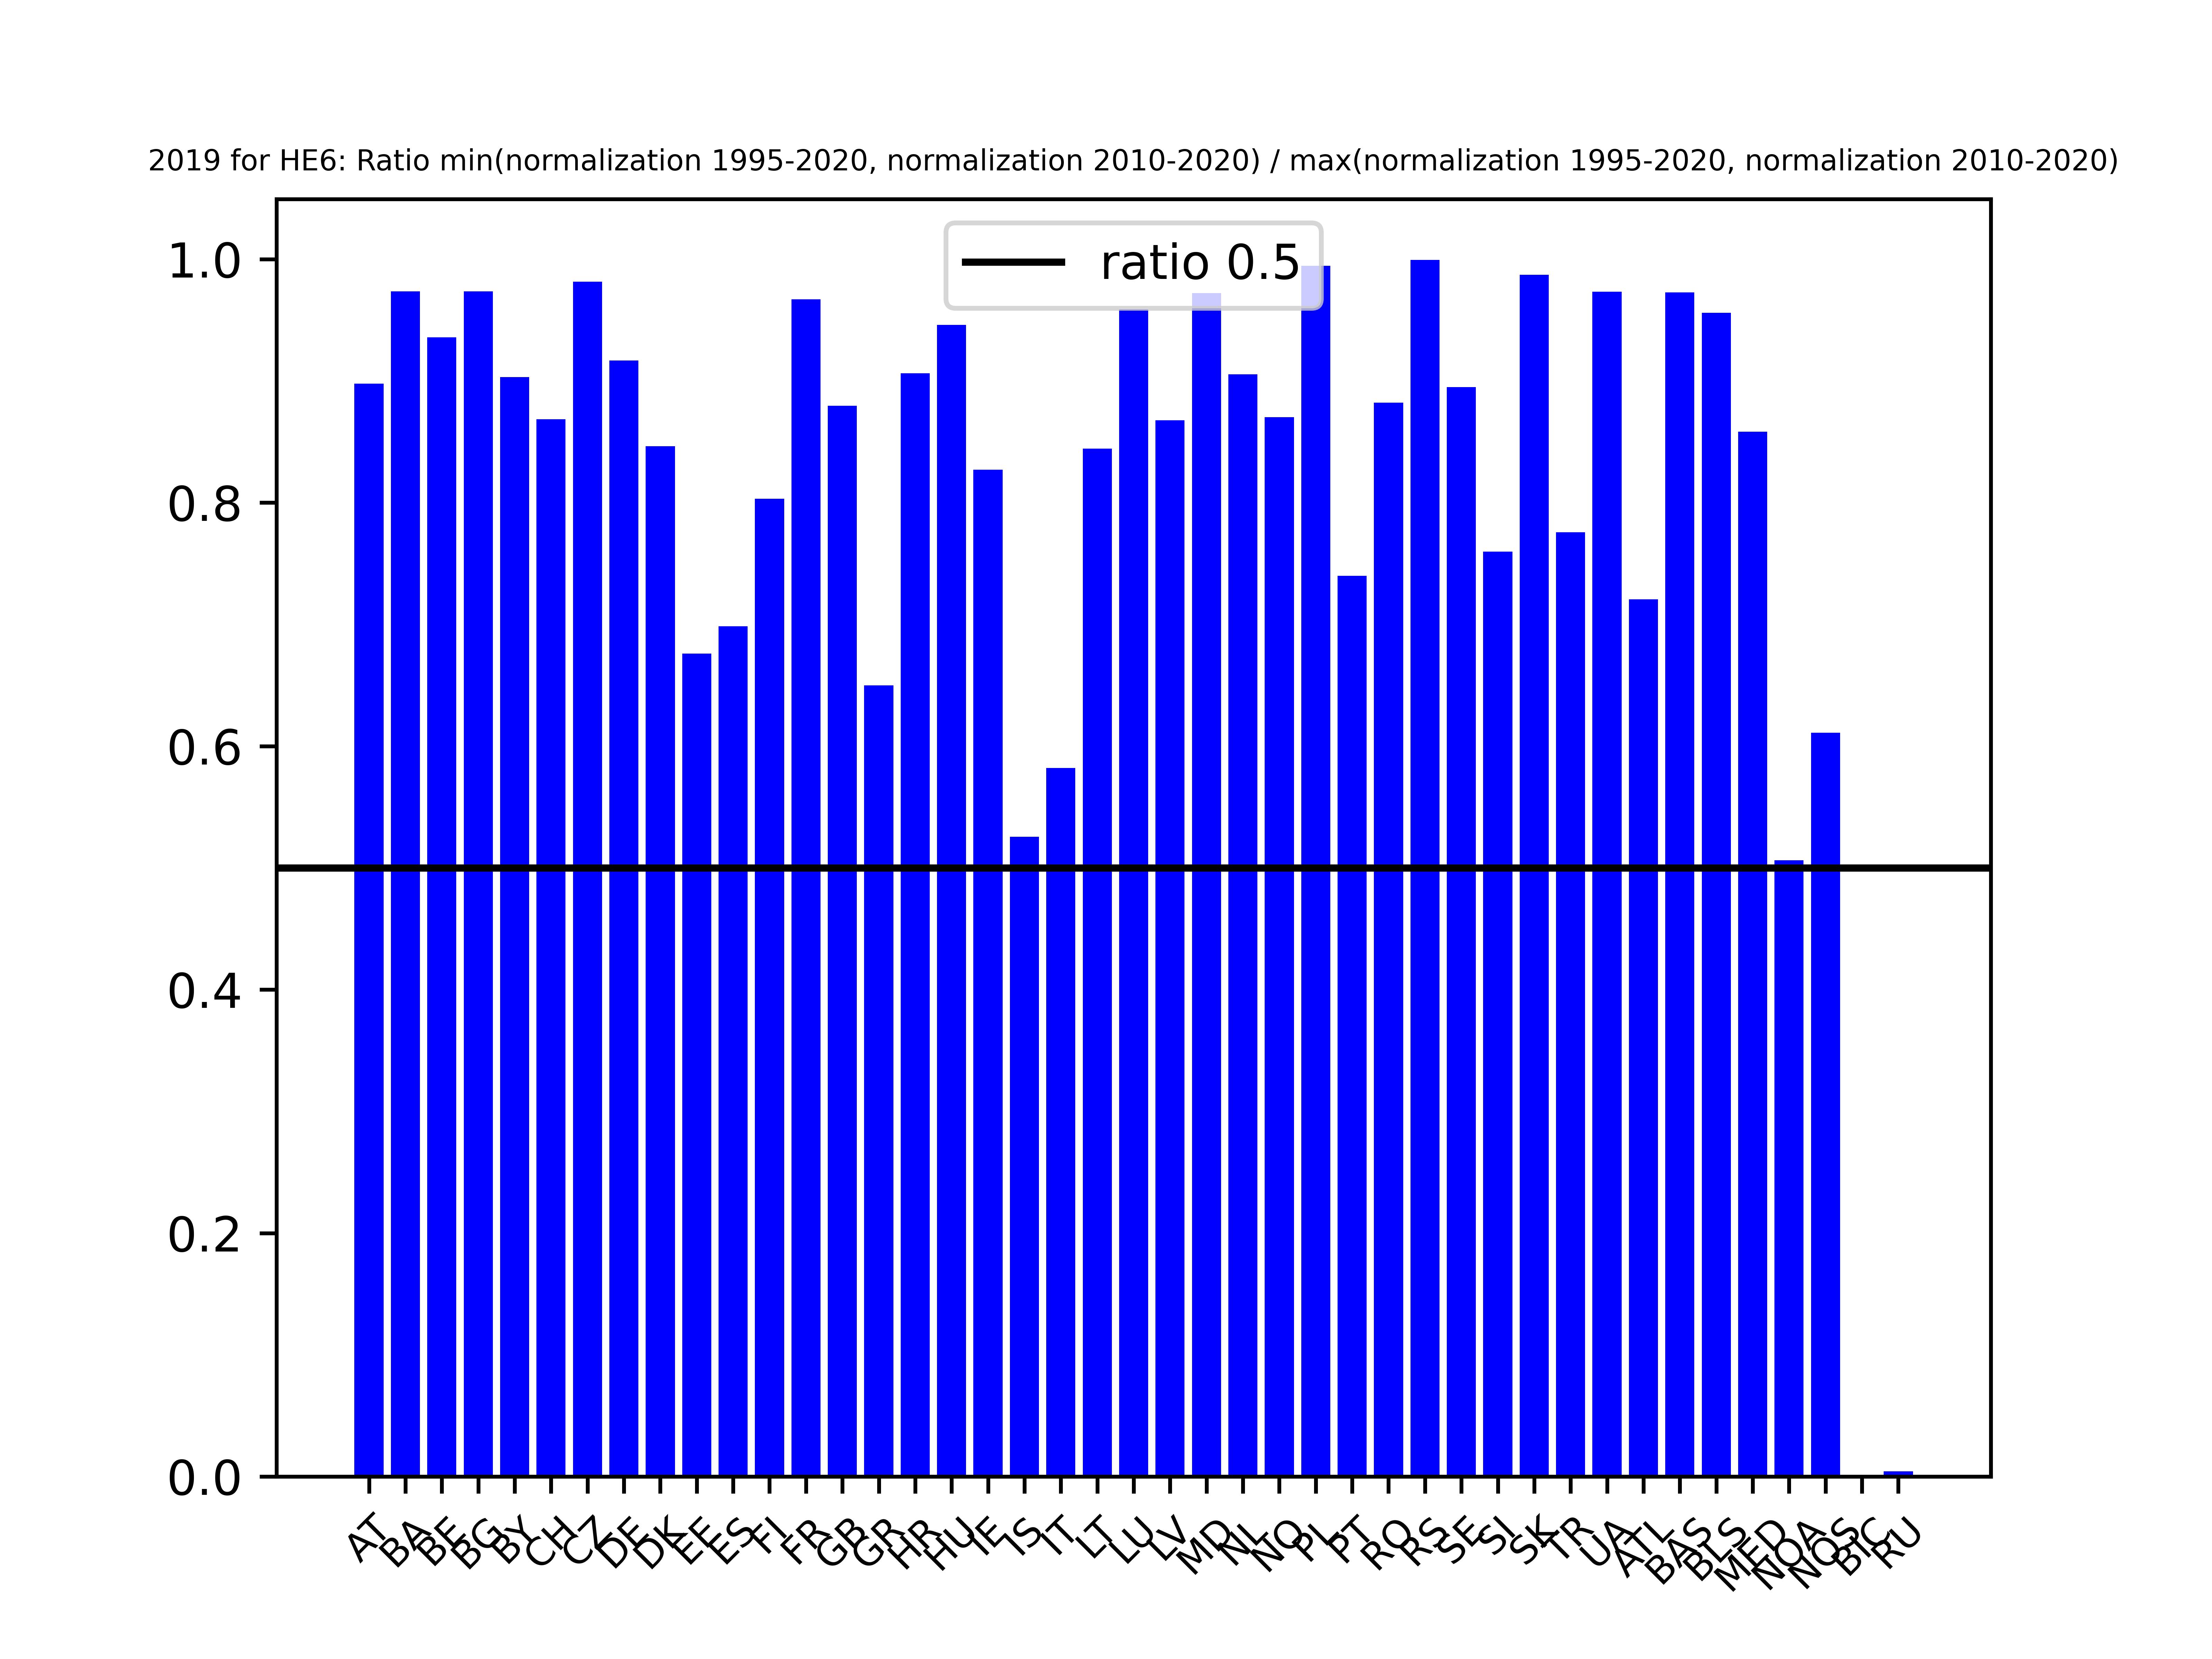 2019 for HE6: Ratio min(normalization 1995-2020, normalization 2010-2020) / max(normalization 1995-2020, normalization 2010-2020)
ratio 0.5
1.0
0.8
0.6
0.4
0.2
0.0
AT
BA
BE
BG
BY
CH
CZ
DE
DK
EE
ES
FI
FR
GB
GR
HR
HU
IE
IS
IT
LT
LU
LV
MD
NL
NO
PL
PT
RO
RS
SE
SI
SK
TR
UA
ATL
BAS
BLS
MED
NOA
NOS
BIC
RU